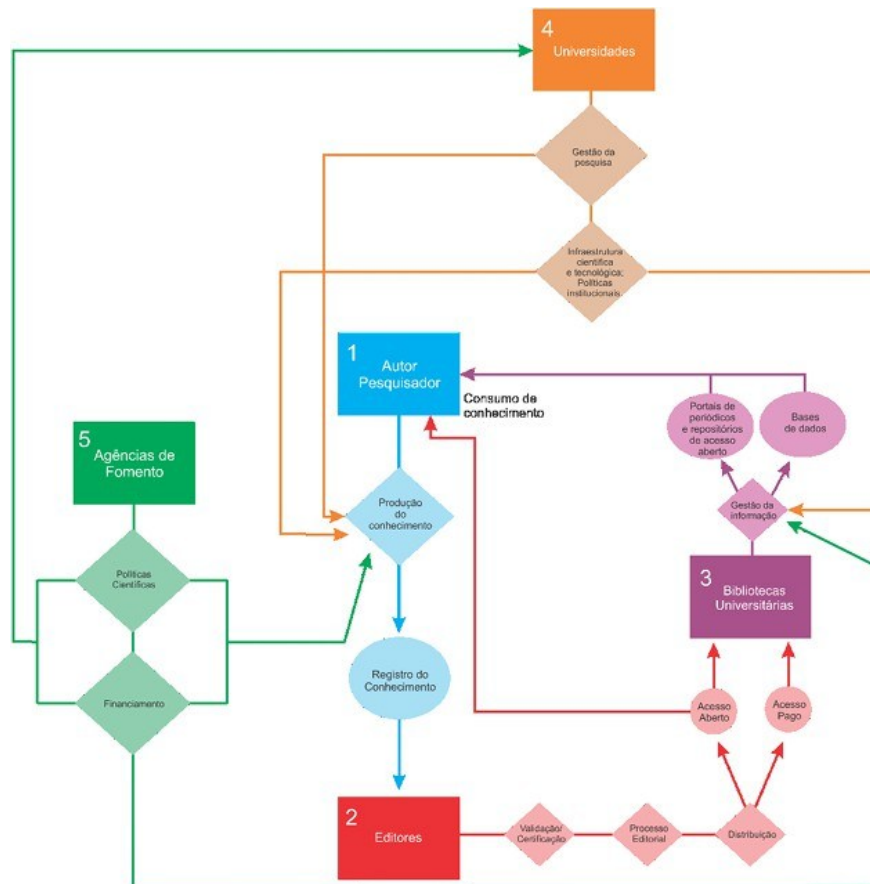 4
Universidades
Gestão da
pesquisa
Infraestrutura
científica
e tecnológica;
Políticas
institucionais.
1
Autor
Pesquisador
Consumo de
conhecimento
Portais de
periódicos
e repositórios
de acesso
aberto
Bases
de dados
5
Agências de
Fomento
Produção
do
conhecimento
Gestão da
informação
Políticas
Científicas
3
Bibliotecas
Universitárias
Registro do
Conhecimento
Financiamento
Acesso
Aberto
Acesso
Pago
2
Editores
Validação/
Certificação
Processo
Editorial
Distribuição